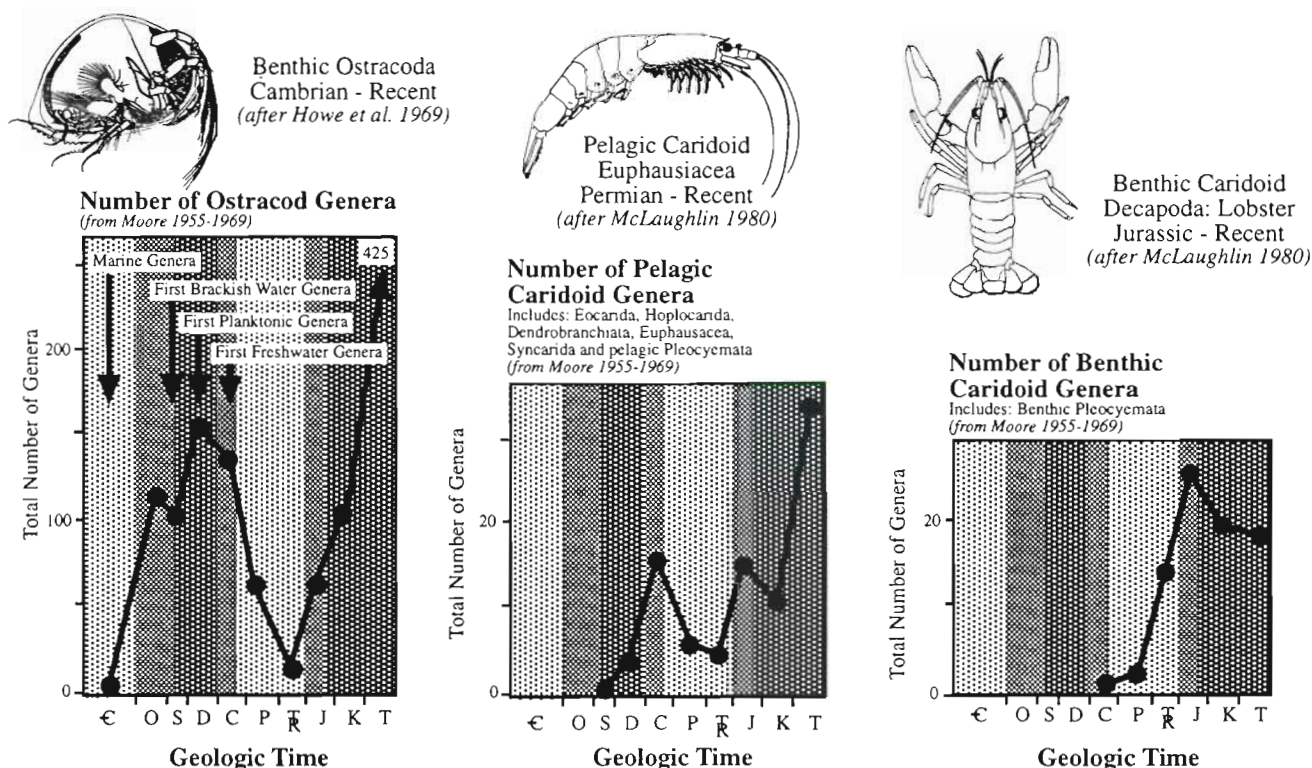 Benthic Ostracoda
Cambrian - Recent
(after Howe et al. 1969)
Number of Ostracod Genera
(from Moore 1955-1969)
425
Marine Genera
First Brackish Water Genera
First Planktonic Genera
First Freshwater Genera
Total Number of Genera
200
100
0
Є O S D C P TR J K T
Geologic Time
Pelagic Caridoid
Euphausiacea
Permian - Recent
(after McLaughlin 1980)
Number of Pelagic
Caridoid Genera
Includes: Eocarida, Hoplocarida,
Dendrobranchiata, Euphausacea,
Syncarida and pelagic Pleocyemata
(from Moore 1955-1969)
Total Number of Genera
20
0
Є O S D C P TR J K T
Geologic Time
Benthic Caridoid
Decapoda: Lobster
Jurassic - Recent
(after McLaughlin 1980)
Number of Benthic
Caridoid Genera
Includes: Benthic Pleocyemata
(from Moore 1955-1969)
Total Number of Genera
20
0
Є O S D C P TR J K T
Geologic Time